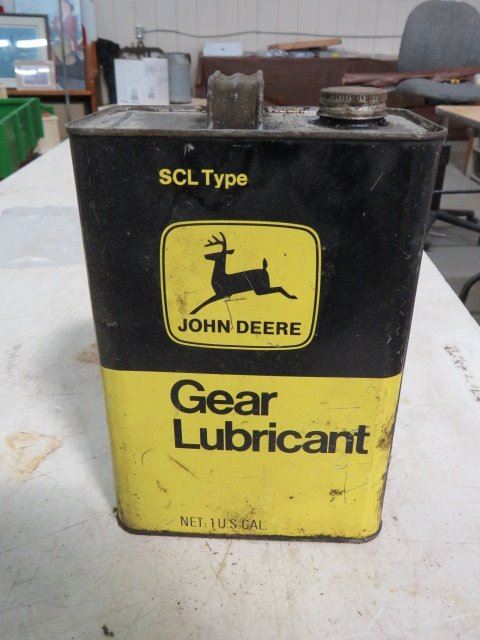 SCL Type
JOHN DEERE
Gear
Lubricant
NET: 1 U.S. GAL.